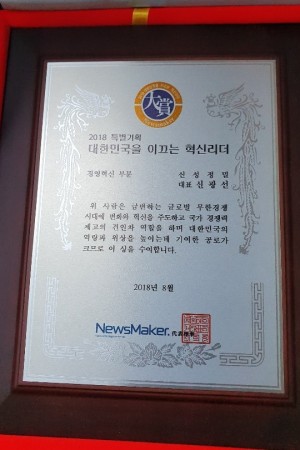 大賞
2018 특별기획
대한민국을 이끄는 혁신리더
경영혁신 부문
신성정밀
대표 신광선
위 사람은 급변하는 글로벌 무한경쟁
시대에 변화와 혁신을 주도하고 국가 경쟁력
제고의 견인차 역할을 하며 대한민국의
역량과 위상을 높이는데 기여한 공로가
크므로 이 상을 수여합니다.
2018년 8월
NewsMaker.